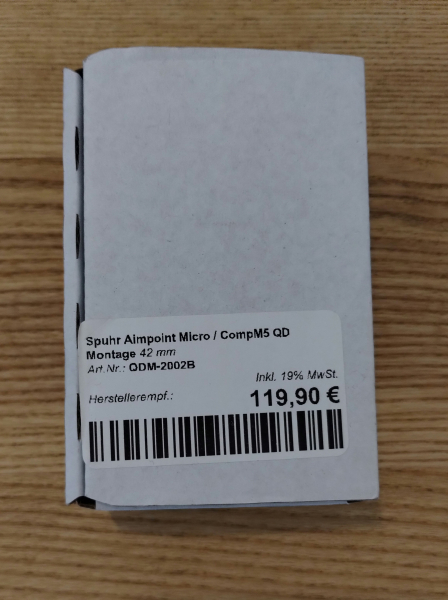 Spuhr Aimpoint Micro / CompM5 QD
Montage 42 mm
Art.Nr.: QDM-2002B
Inkl. 19% MwSt.
Herstellerempf.: 119,90 €